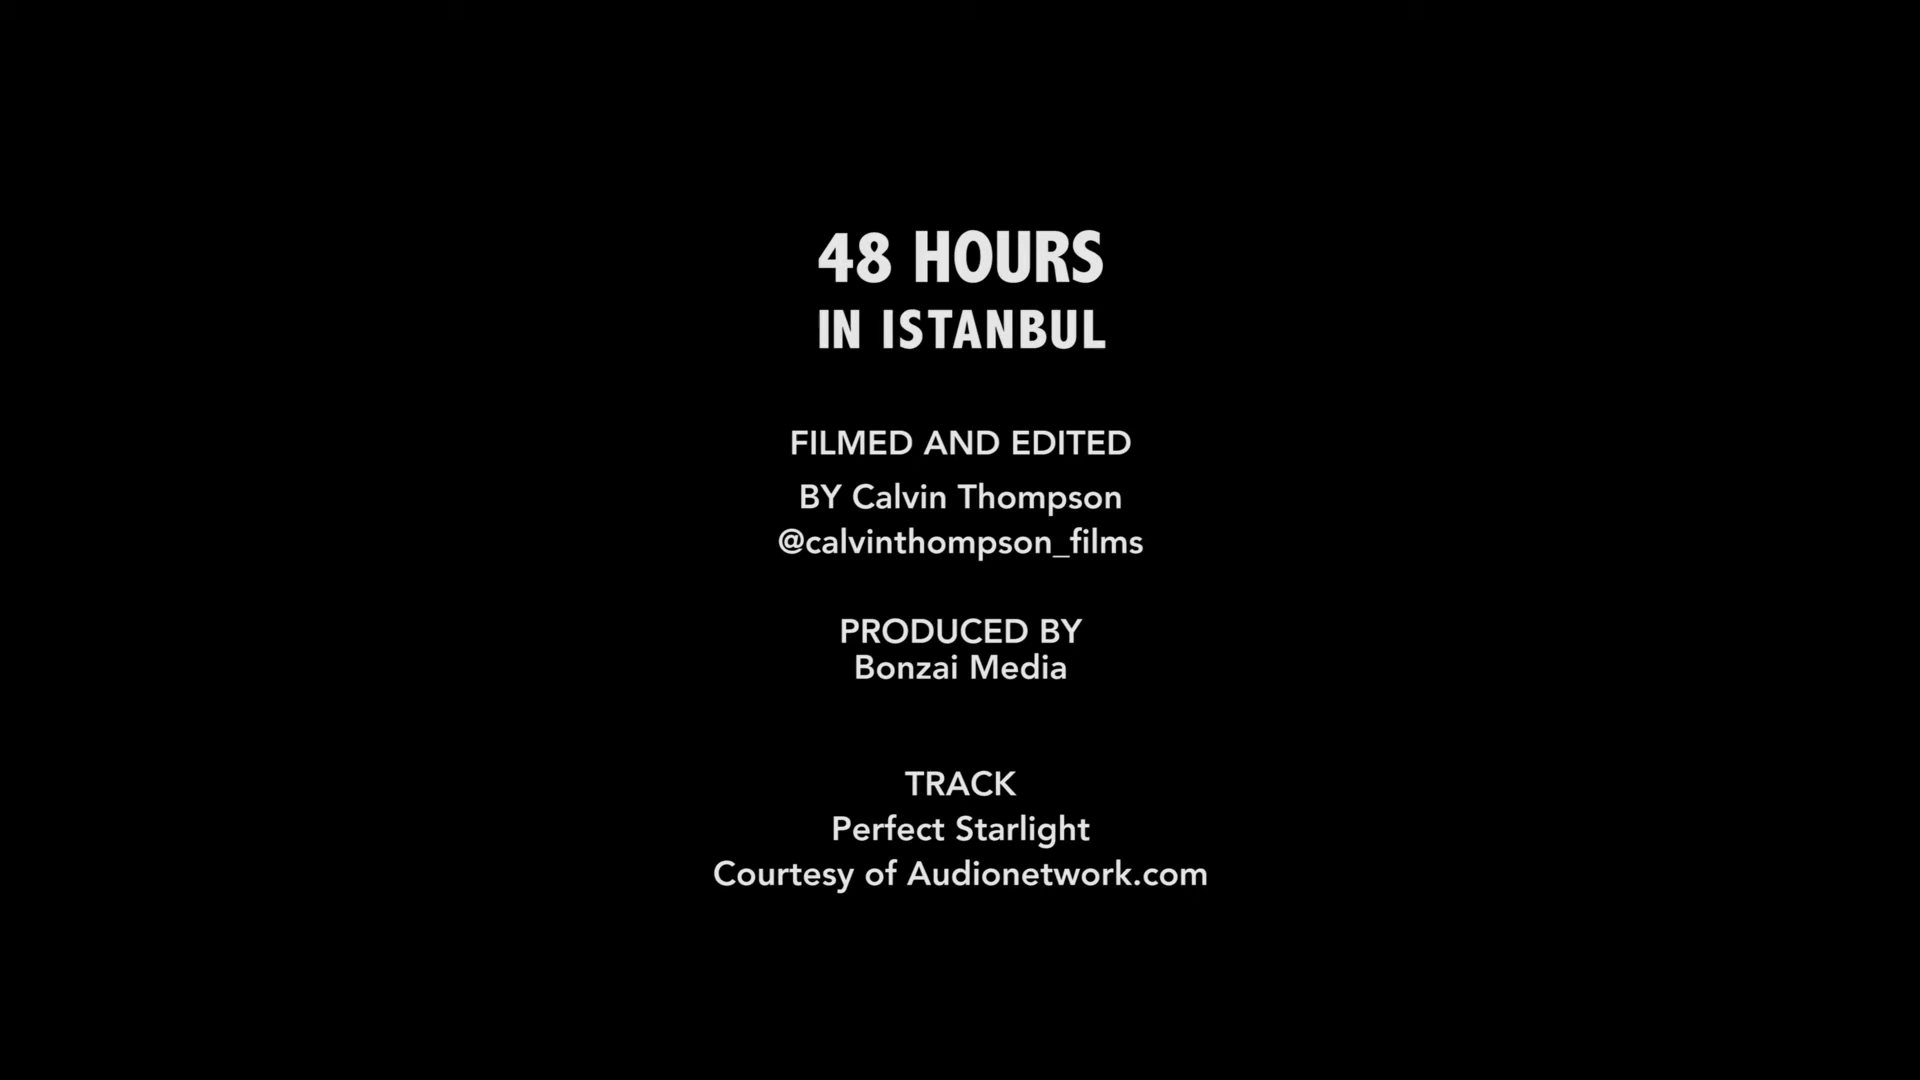 48 HOURS
IN ISTANBUL
FILMED AND EDITED
BY Calvin Thompson
@calvinthompson_films
PRODUCED BY
Bonzai Media
TRACK
Perfect Starlight
Courtesy of Audionetwork.com